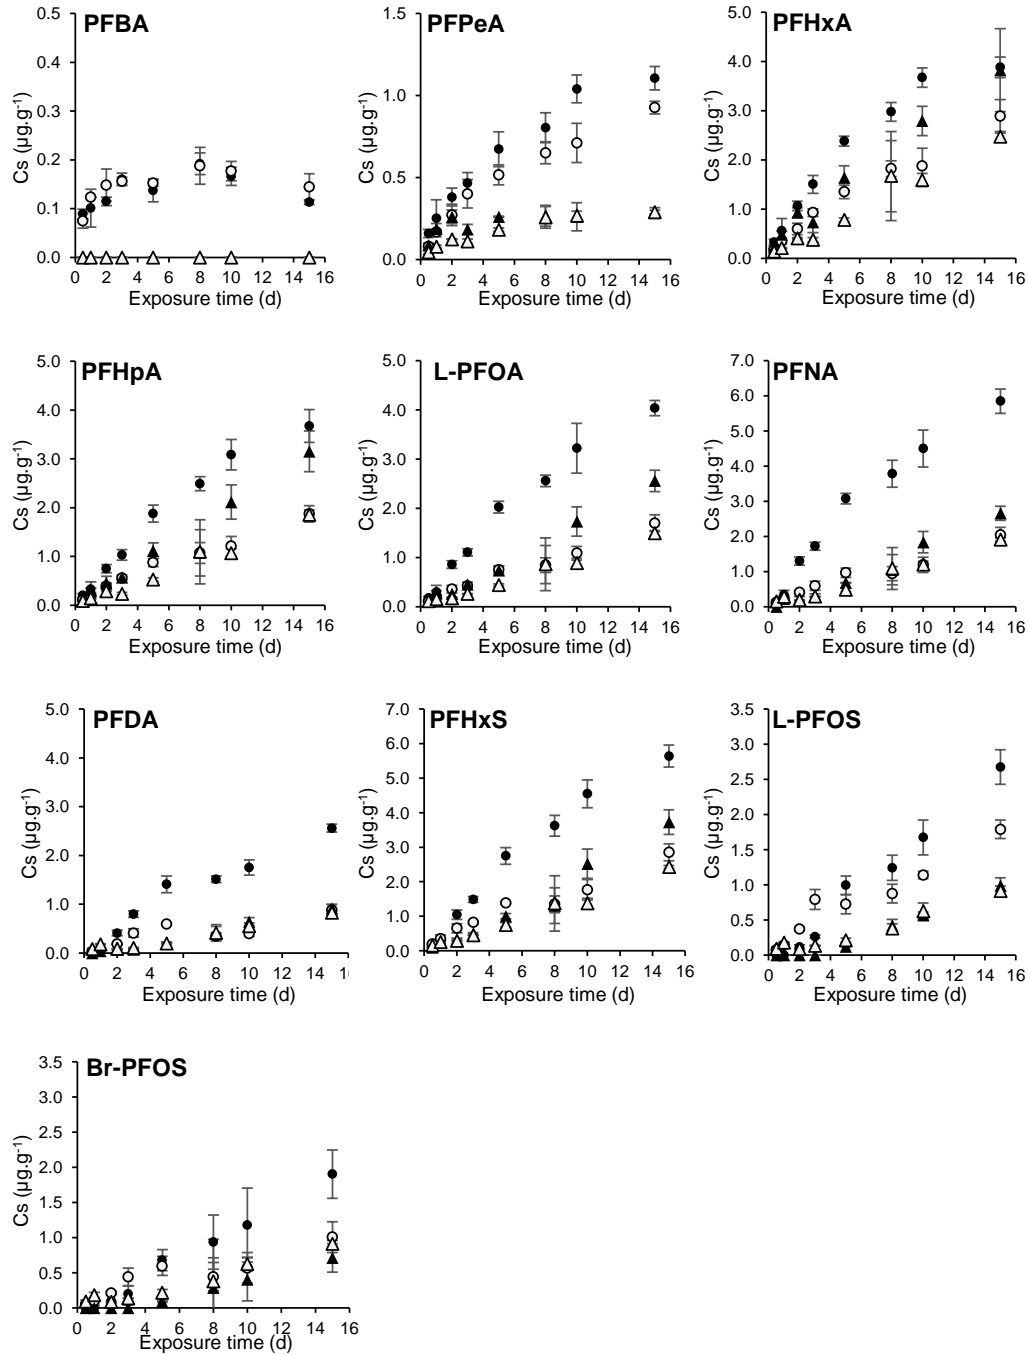 PFBA
0.5
0.4
0.3
0.2
0.1
0.0
Cs (µg.g⁻¹)
0 2 4 6 8 10 12 14 16
Exposure time (d)
PFPeA
1.5
1.0
0.5
0.0
Cs (µg.g⁻¹)
0 2 4 6 8 10 12 14 16
Exposure time (d)
PFHxA
5.0
4.0
3.0
2.0
1.0
0.0
Cs (µg.g⁻¹)
0 2 4 6 8 10 12 14 16
Exposure time (d)
PFHpA
5.0
4.0
3.0
2.0
1.0
0.0
Cs (µg.g⁻¹)
0 2 4 6 8 10 12 14 16
Exposure time (d)
L-PFOA
5.0
4.0
3.0
2.0
1.0
0.0
Cs (µg.g⁻¹)
0 2 4 6 8 10 12 14 16
Exposure time (d)
PFNA
7.0
6.0
5.0
4.0
3.0
2.0
1.0
0.0
Cs (µg.g⁻¹)
0 2 4 6 8 10 12 14 16
Exposure time (d)
PFDA
5.0
4.0
3.0
2.0
1.0
0.0
Cs (µg.g⁻¹)
0 2 4 6 8 10 12 14
Exposure time (d)
PFHxS
7.0
6.0
5.0
4.0
3.0
2.0
1.0
0.0
Cs (µg.g⁻¹)
0 2 4 6 8 10 12 14 16
Exposure time (d)
L-PFOS
3.5
3.0
2.5
2.0
1.5
1.0
0.5
0.0
Cs (µg.g⁻¹)
0 2 4 6 8 10 12 14 16
Exposure time (d)
Br-PFOS
3.5
3.0
2.5
2.0
1.5
1.0
0.5
0.0
Cs (µg.g⁻¹)
0 2 4 6 8 10 12 14 16
Exposure time (d)